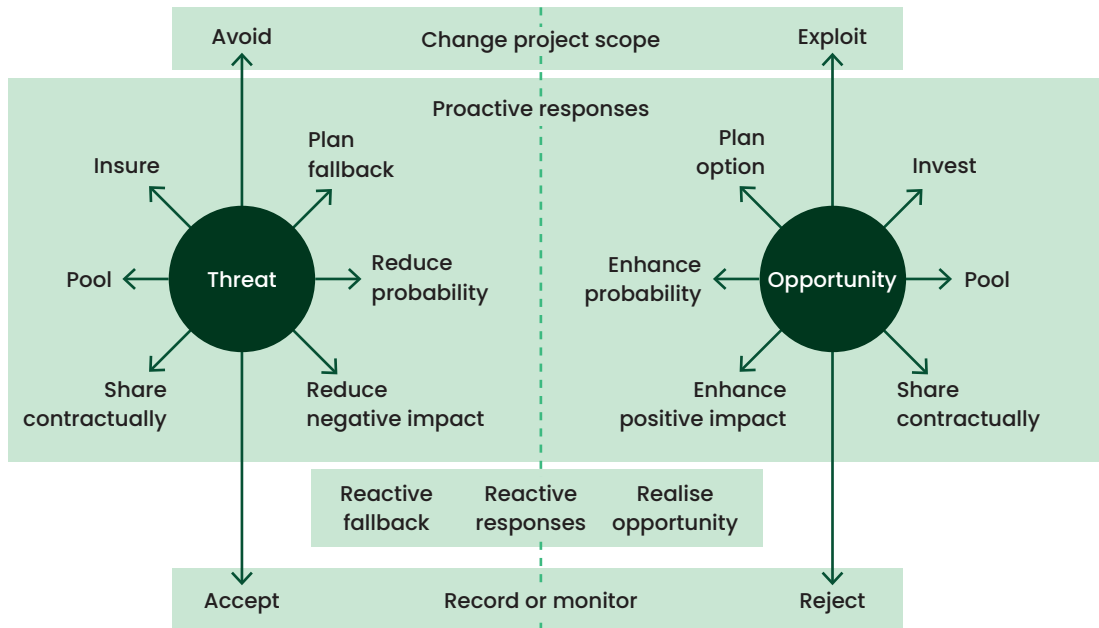 Avoid
Change project scope
Exploit
Proactive responses
Insure
Plan
fallback
Pool
Threat
Reduce
probability
Share
contractually
Reduce
negative impact
Plan
option
Invest
Enhance
probability
Opportunity
Pool
Enhance
positive impact
Share
contractually
Reactive
fallback
Reactive
responses
Realise
opportunity
Accept
Record or monitor
Reject